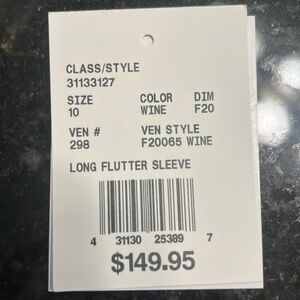 CLASS/STYLE
31133127
SIZE COLOR DIM
10 WINE F20
VEN # VEN STYLE
298 F20065 WINE
LONG FLUTTER SLEEVE
4 31130 25389 7
$149.95